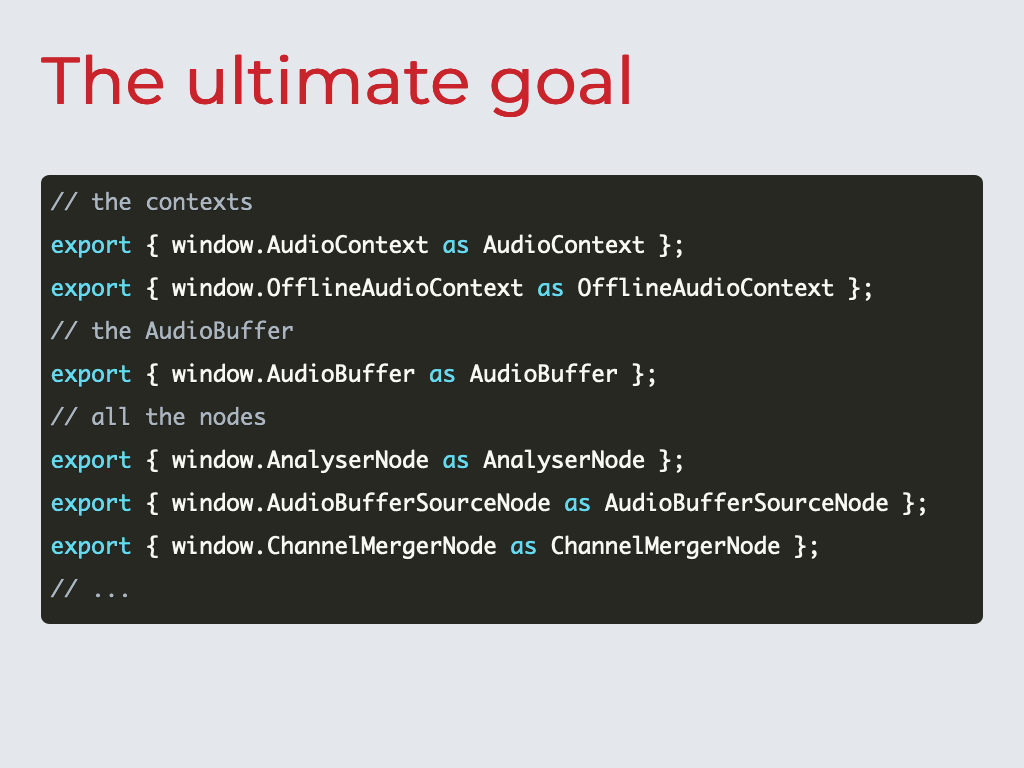 The ultimate goal
// the contexts
export { window.AudioContext as AudioContext };
export { window.OfflineAudioContext as OfflineAudioContext };
// the AudioBuffer
export { window.AudioBuffer as AudioBuffer };
// all the nodes
export { window.AnalyserNode as AnalyserNode };
export { window.AudioBufferSourceNode as AudioBufferSourceNode };
export { window.ChannelMergerNode as ChannelMergerNode };
// ...